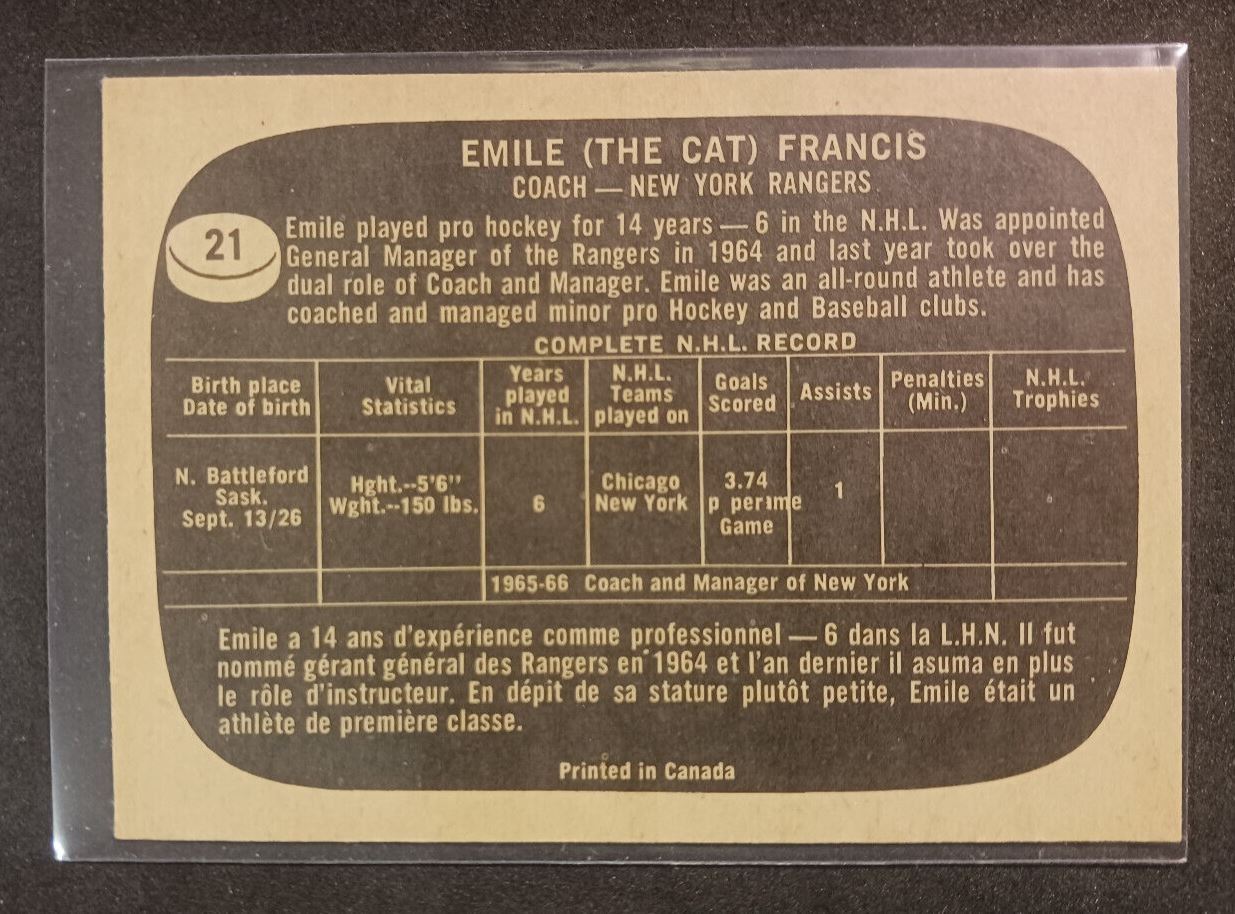 EMILE (THE CAT) FRANCIS
COACH — NEW YORK RANGERS
21
Emile played pro hockey for 14 years — 6 in the N.H.L. Was appointed
General Manager of the Rangers in 1964 and last year took over the
dual role of Coach and Manager. Emile was an all-round athlete and has
coached and managed minor pro Hockey and Baseball clubs.
COMPLETE N.H.L. RECORD
Birth place
Date of birth
Vital
Statistics
Years
played
in N.H.L.
N.H.L.
Teams
played on
Goals
Scored
Assists
Penalties
(Min.)
N.H.L.
Trophies
N. Battleford
Sask.
Sept. 13/26
Hght.--5'6"
Wght.--150 lbs.
6
Chicago
New York
3.74
p perime
Game
1
1965-66 Coach and Manager of New York
Emile a 14 ans d'expérience comme professionnel — 6 dans la L.H.N. Il fut
nommé gérant général des Rangers en 1964 et l'an dernier il asuma en plus
le rôle d'instructeur. En dépit de sa stature plutôt petite, Emile était un
athlète de première classe.
Printed in Canada